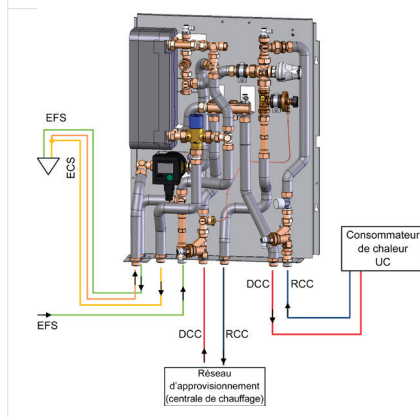 EFS
ECS
EFS
DCC
RCC
DCC
RCC
Consommateur
de chaleur
UC
Réseau
d'approvisionnement
(centrale de chauffage)